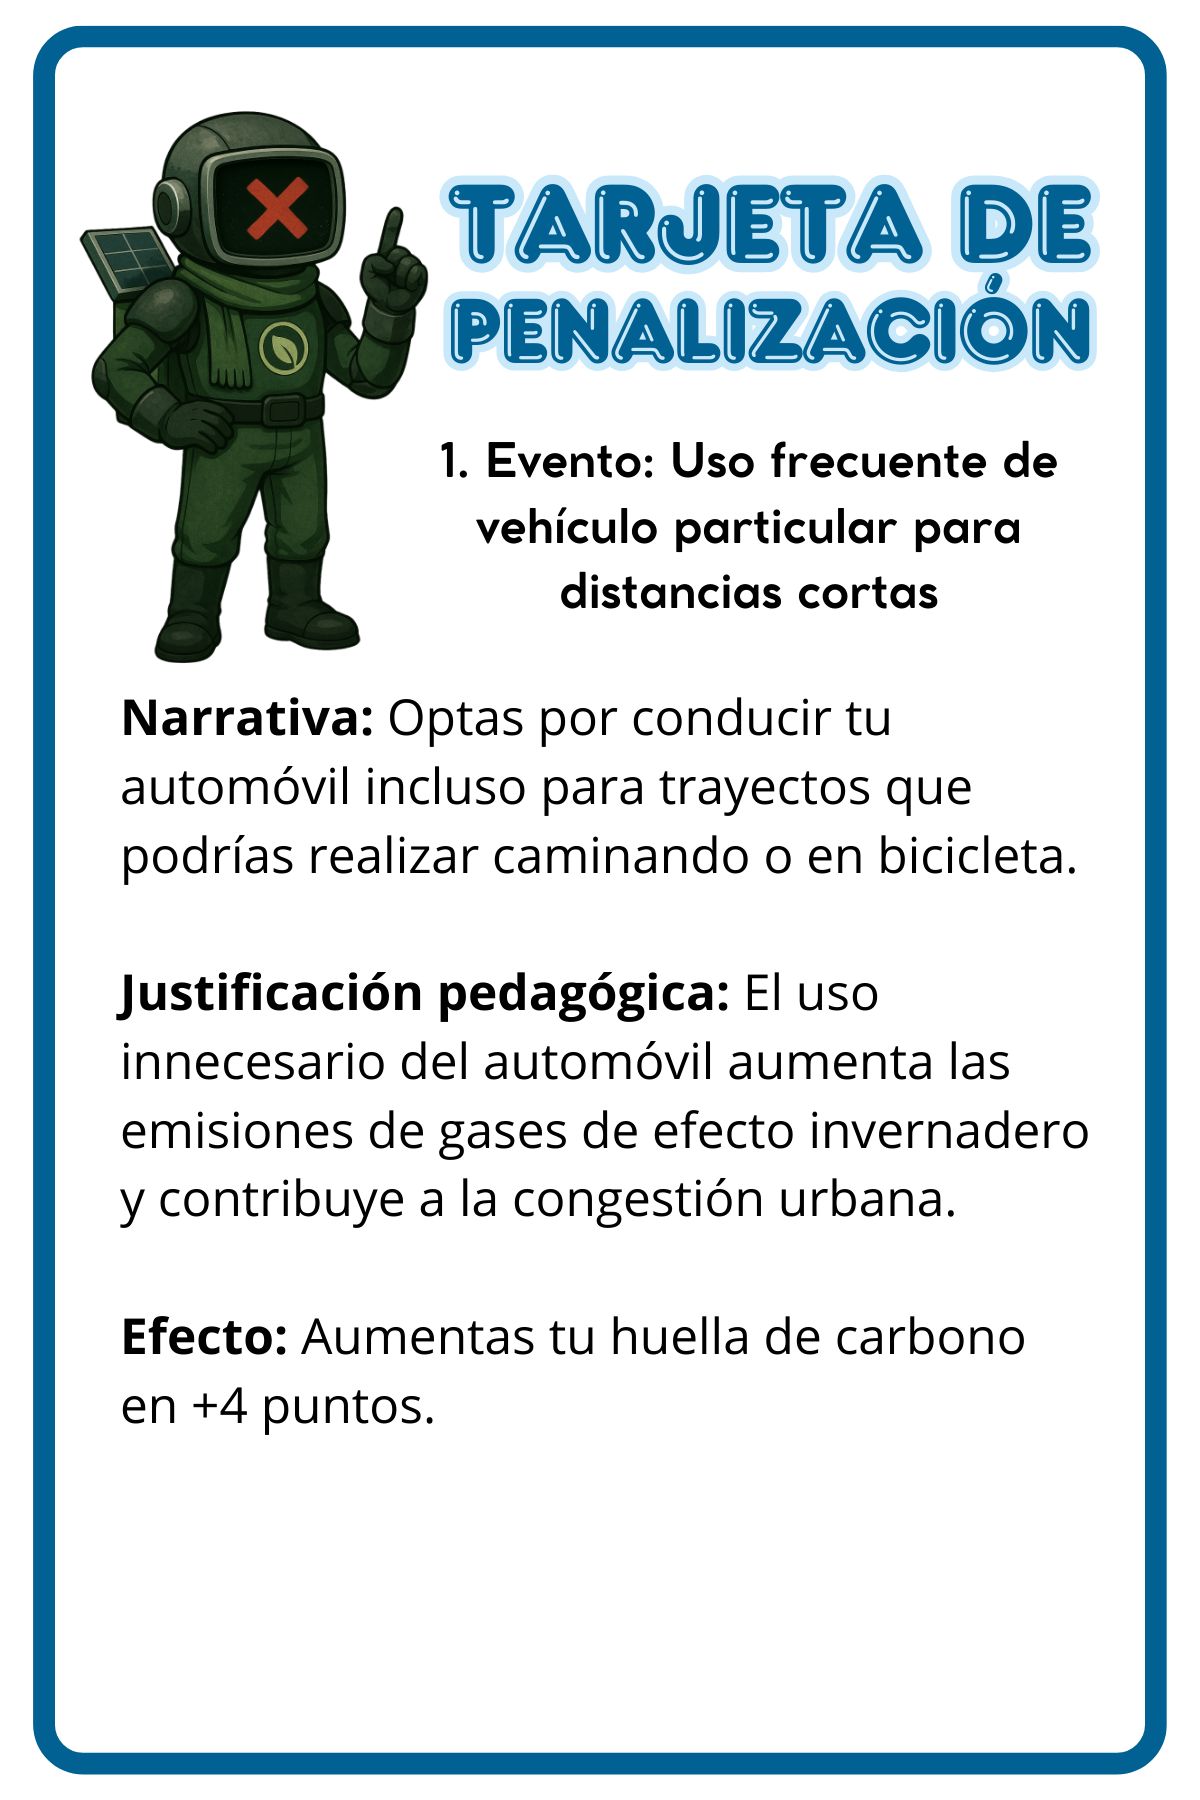 TARJETA DE
PENALIZACIÓN
1. Evento: Uso frecuente de
vehículo particular para
distancias cortas
Narrativa: Optas por conducir tu
automóvil incluso para trayectos que
podrías realizar caminando o en bicicleta.
Justificación pedagógica: El uso
innecesario del automóvil aumenta las
emisiones de gases de efecto invernadero
y contribuye a la congestión urbana.
Efecto: Aumentas tu huella de carbono
en +4 puntos.